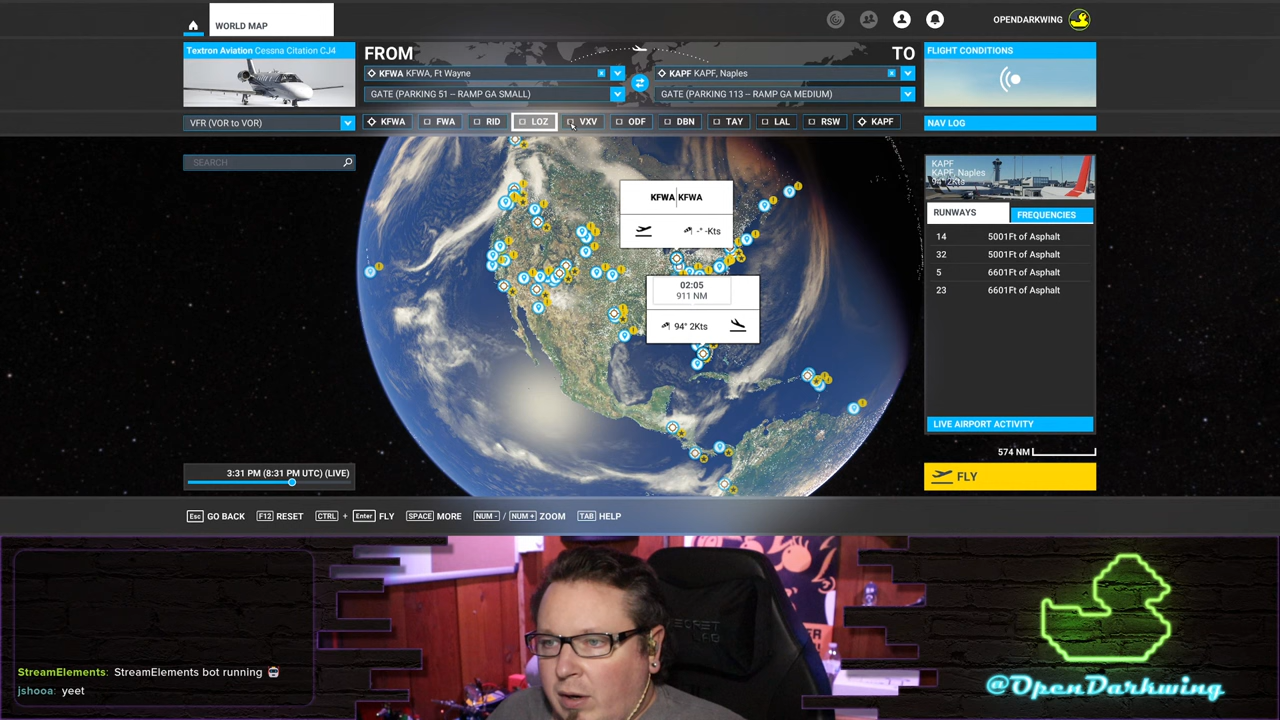 WORLD MAP
OPENDARKWING
Textron Aviation Cessna Citation CJ4
FROM
TO
KFWA KFWA, Ft Wayne
GATE (PARKING 51 -- RAMP GA SMALL)
KAPF KAPF, Naples
GATE (PARKING 113 -- RAMP GA MEDIUM)
FLIGHT CONDITIONS
VFR (VOR to VOR)
KFWA
FWA
RID
LOZ
VXV
ODF
DBN
TAY
LAL
RSW
KAPF
NAV LOG
SEARCH
KFWA KFWA
-° -Kts
02:05
911 NM
94° 2Kts
KAPF
KAPF, Naples
94° 2Kts
RUNWAYS
FREQUENCIES
14 5001Ft of Asphalt
32 5001Ft of Asphalt
5 6601Ft of Asphalt
23 6601Ft of Asphalt
LIVE AIRPORT ACTIVITY
574 NM
FLY
3:31 PM (8:31 PM UTC) (LIVE)
Esc GO BACK F12 RESET CTRL + Enter FLY SPACE MORE NUM - / NUM + ZOOM TAB HELP
StreamElements: StreamElements bot running
jshooa: yeet
@OpenDarkwing